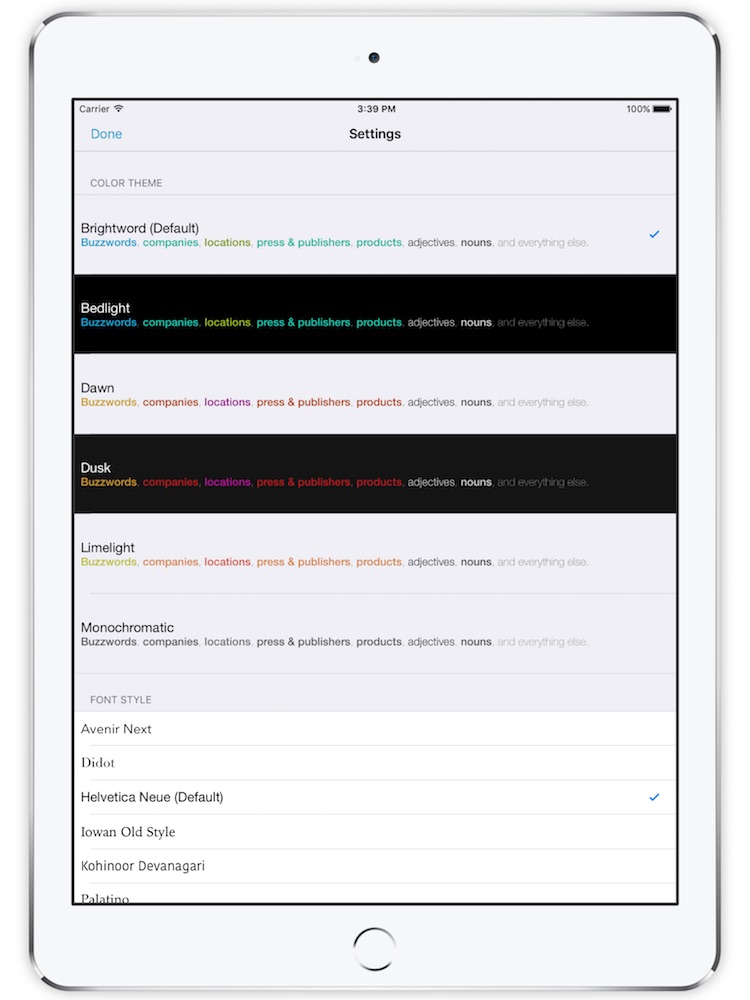 Carrier 3:39 PM 100%
Done Settings
COLOR THEME
Brightword (Default)
Buzzwords, companies, locations, press & publishers, products, adjectives, nouns, and everything else.
Bedlight
Buzzwords, companies, locations, press & publishers, products, adjectives, nouns, and everything else.
Dawn
Buzzwords, companies, locations, press & publishers, products, adjectives, nouns, and everything else.
Dusk
Buzzwords, companies, locations, press & publishers, products, adjectives, nouns, and everything else.
Limelight
Buzzwords, companies, locations, press & publishers, products, adjectives, nouns, and everything else.
Monochromatic
Buzzwords, companies, locations, press & publishers, products, adjectives, nouns, and everything else.
FONT STYLE
Avenir Next
Didot
Helvetica Neue (Default)
Iowan Old Style
Kohinoor Devanagari
Palatino